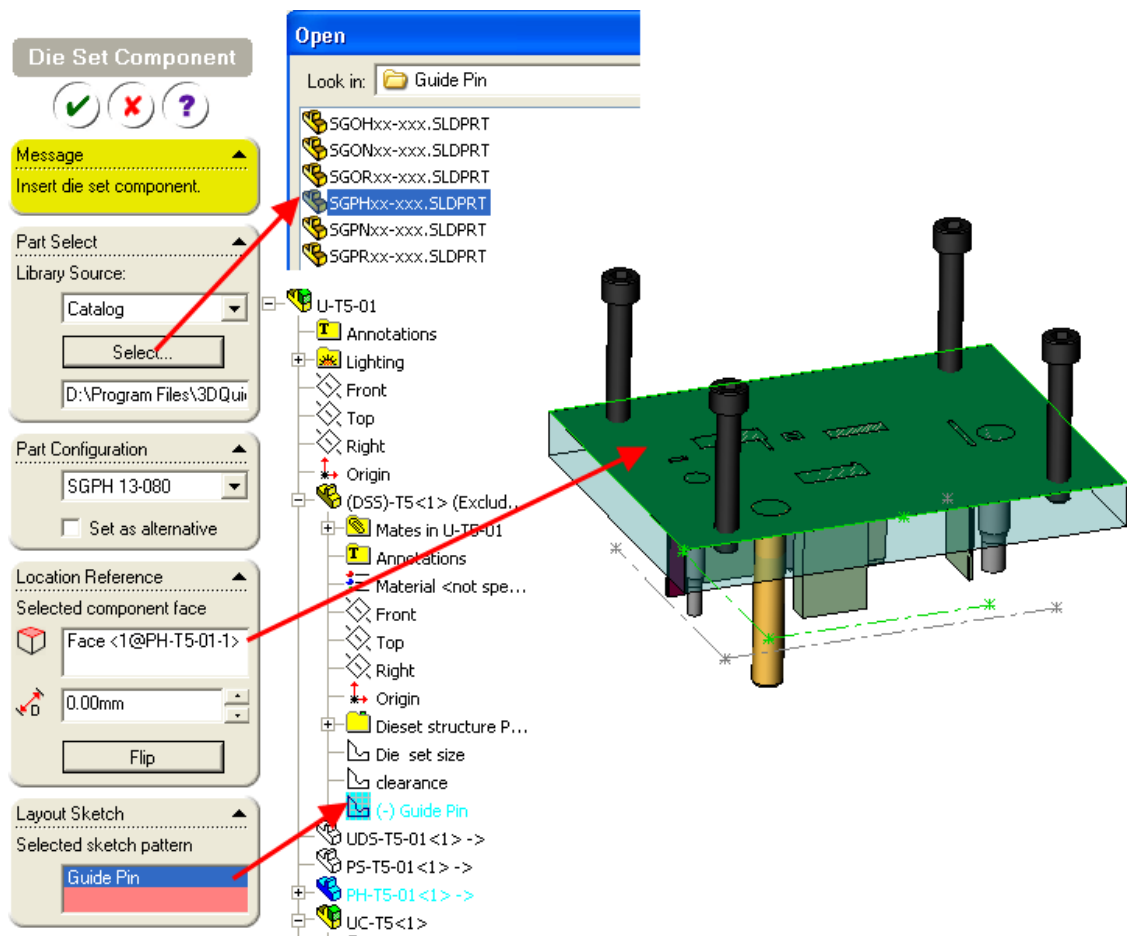 Die Set Component
?
Message
Insert die set component.
Part Select
Library Source:
Catalog
Select...
D:\Program Files\3DQui
Part Configuration
SGPH 13-080
Set as alternative
Location Reference
Selected component face
Face <1@PH-T5-01-1>
D
0.00mm
Flip
Layout Sketch
Selected sketch pattern
Guide Pin
Open
Look in: Guide Pin
SGOHxx-xxx.SLDPRT
SGONxx-xxx.SLDPRT
SGORxx-xxx.SLDPRT
SGPHxx-xxx.SLDPRT
SGPNxx-xxx.SLDPRT
SGPRxx-xxx.SLDPRT
U-T5-01
Annotations
Lighting
Front
Top
Right
Origin
(DSS)-T5<1> (Exclud...
Mates in U-T5-01
Annotations
Material <not spe...
Front
Top
Right
Origin
Dieset structure P...
Die set size
clearance
(-) Guide Pin
UDS-T5-01<1> ->
PS-T5-01<1> ->
PH-T5-01<1> ->
UC-T5<1>